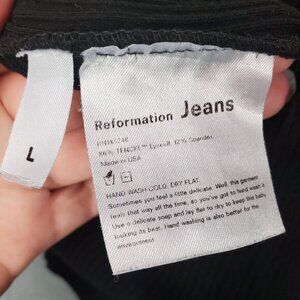 L
Reformation Jeans
86% TENCEL™ Lyocell, 12% Spandex
Made in USA
HAND WASH COLD. DRY FLAT.
Sometimes you feel a little delicate. Well, this garment
feels that way all the time, so you've got to hand wash it
Use a delicate soap and lay flat to dry to keep this baby
looking its best. Hand washing is also better for the
environment.